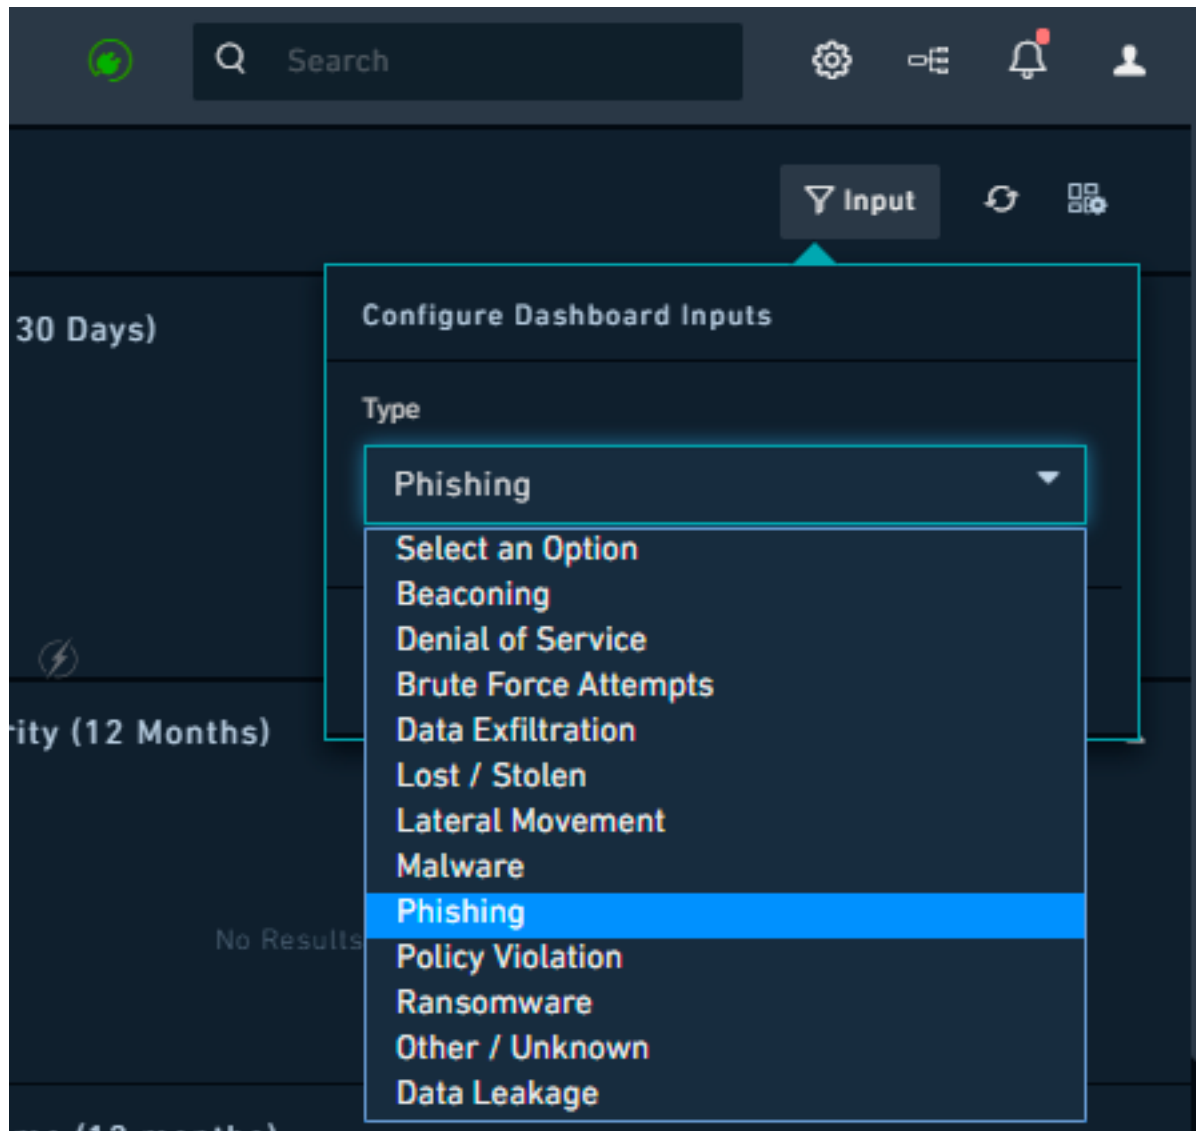 Search
Input
Configure Dashboard Inputs
30 Days)
Type
Phishing
Select an Option
Beaconing
Denial of Service
Brute Force Attempts
Data Exfiltration
(12 Months)
Lost / Stolen
Lateral Movement
Malware
Phishing
No Results
Policy Violation
Ransomware
Other / Unknown
Data Leakage